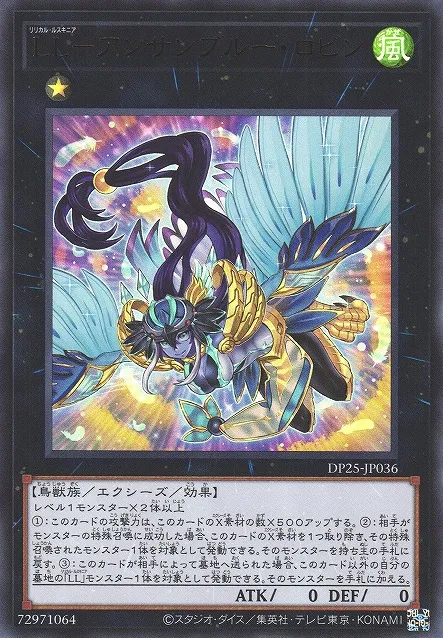 リリカル・ルスキニア
LL-アセンブリー・ロビン
風
DP25-JP036
【鳥獣族／エクシーズ／効果】
レベル1モンスター×2体以上
①：このカードの攻撃力は、このカードのX素材の数×500アップする。②：相手が
モンスターの特殊召喚に成功した場合、このカードのX素材を1つ取り除き、その特殊
召喚されたモンスター1体を対象として発動できる。そのモンスターを持ち主の手札に
戻す。③：このカードが相手によって墓地へ送られた場合、このカード以外の自分の
墓地の「LL」モンスター1体を対象として発動できる。そのモンスターを手札に加える。
ATK/ 0 DEF/ 0
72971064 ©スタジオ・ダイス／集英社・テレビ東京・KONAMI